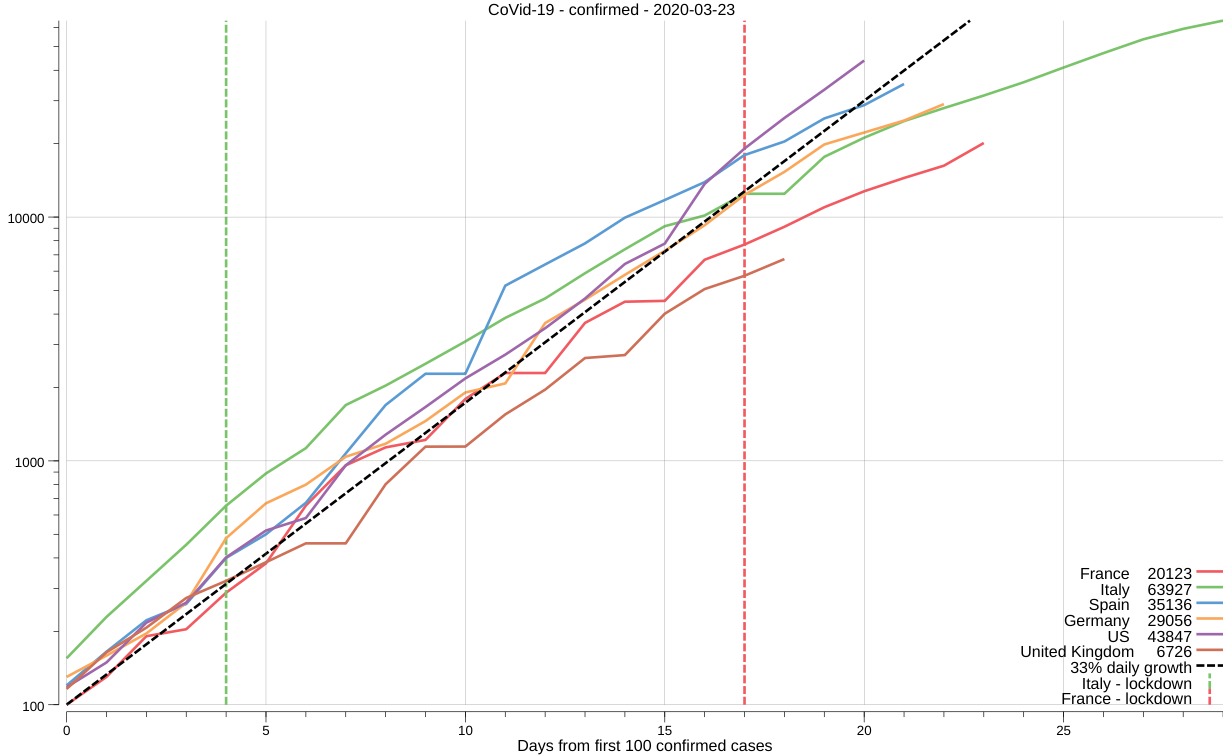 CoVid-19 - confirmed - 2020-03-23
10000
1000
100
France 20123
Italy 63927
Spain 35136
Germany 29056
US 43847
United Kingdom 6726
33% daily growth
Italy - lockdown
France - lockdown
0 5 10 15 20 25
Days from first 100 confirmed cases